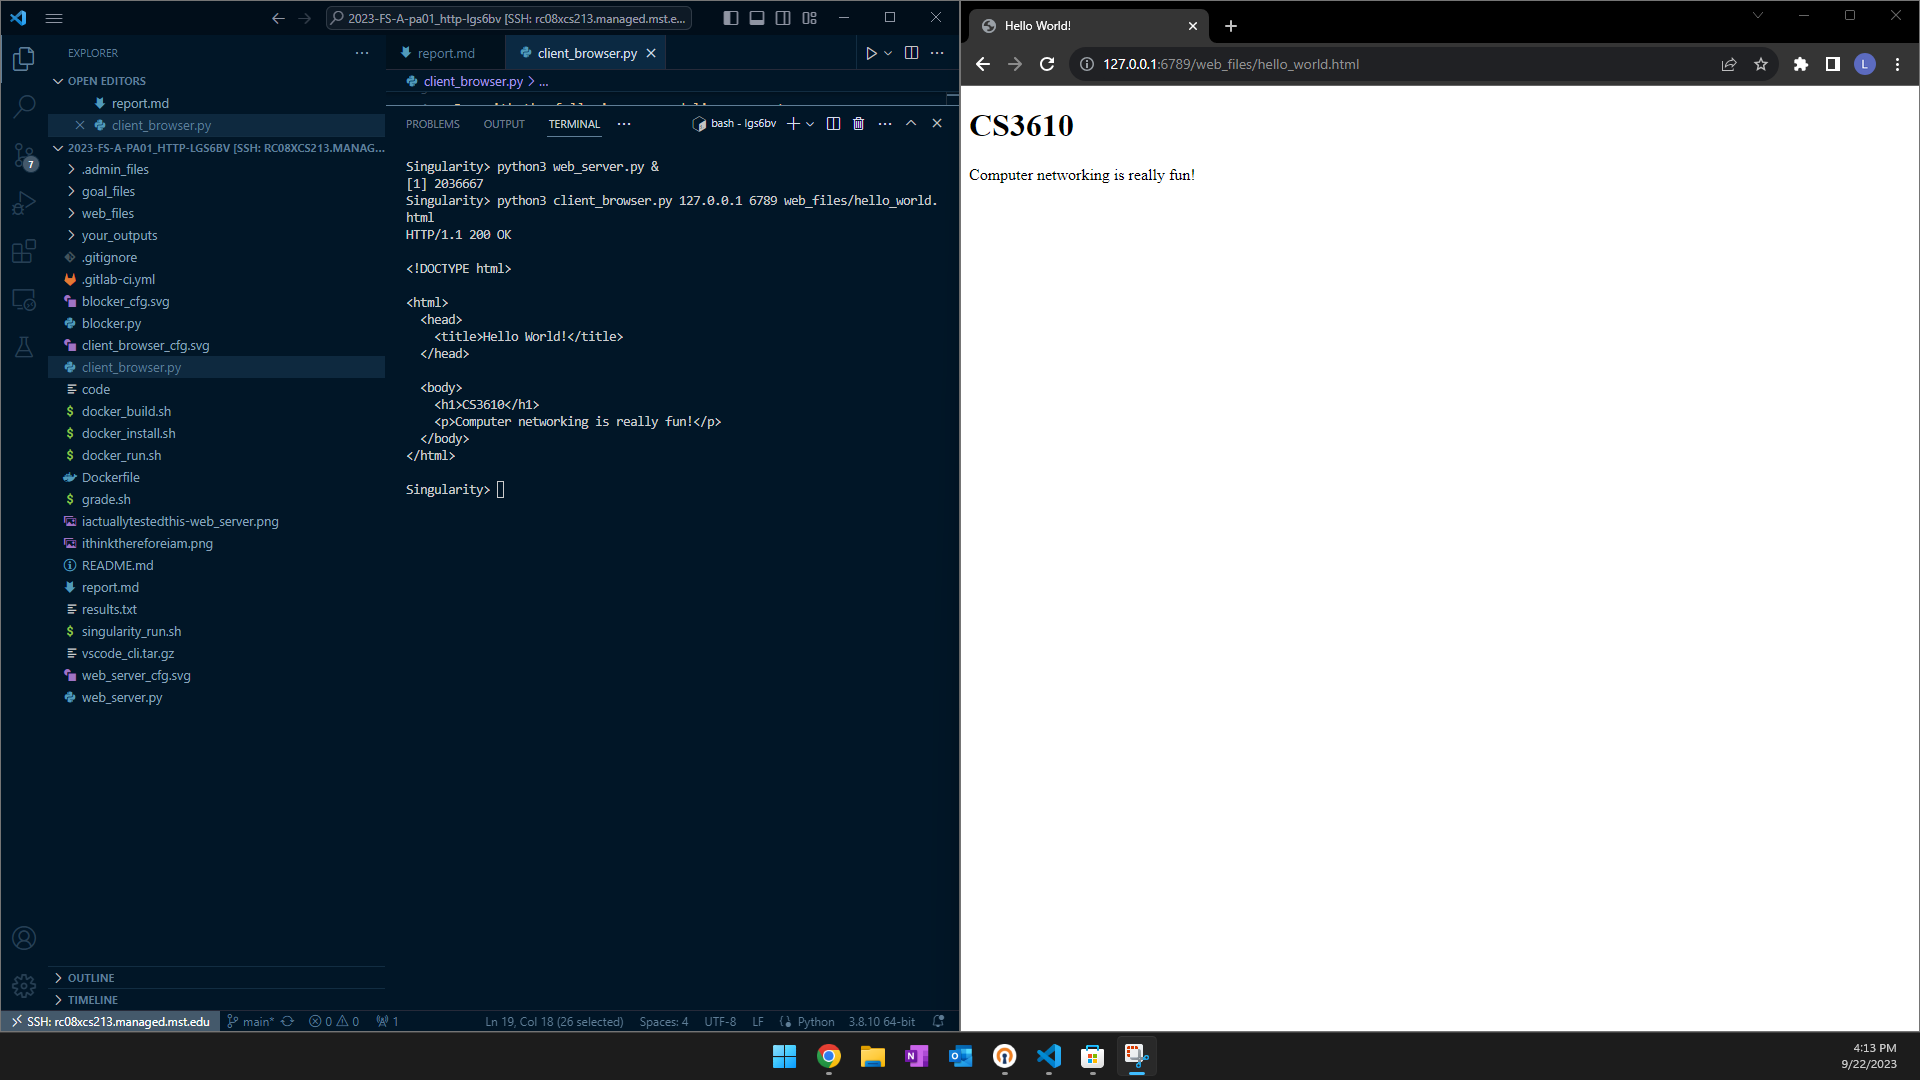 2023-FS-A-pa01_http-lgs6bv [SSH: rc08xcs213.managed.mst.e...
EXPLORER
OPEN EDITORS
report.md
client_browser.py
2023-FS-A-PA01_HTTP-LGS6BV [SSH: RC08XCS213.MANAG...
7
.admin_files
goal_files
web_files
your_outputs
.gitignore
.gitlab-ci.yml
blocker_cfg.svg
blocker.py
client_browser_cfg.svg
client_browser.py
code
docker_build.sh
docker_install.sh
docker_run.sh
Dockerfile
grade.sh
iactuallytestedthis-web_server.png
ithinkthereforeiam.png
README.md
report.md
results.txt
singularity_run.sh
vscode_cli.tar.gz
web_server_cfg.svg
web_server.py
OUTLINE
TIMELINE
report.md
client_browser.py
client_browser.py > ...
PROBLEMS OUTPUT TERMINAL ...
bash - lgs6bv
Singularity> python3 web_server.py &
[1] 2036667
Singularity> python3 client_browser.py 127.0.0.1 6789 web_files/hello_world.
html
HTTP/1.1 200 OK
<!DOCTYPE html>
<html>
<head>
<title>Hello World!</title>
</head>
<body>
<h1>CS3610</h1>
<p>Computer networking is really fun!</p>
</body>
</html>
Singularity>
SSH: rc08xcs213.managed.mst.edu main* 0 0 1 Ln 19, Col 18 (26 selected) Spaces: 4 UTF-8 LF Python 3.8.10 64-bit
Hello World!
127.0.0.1:6789/web_files/hello_world.html
L
CS3610
Computer networking is really fun!
4:13 PM
9/22/2023